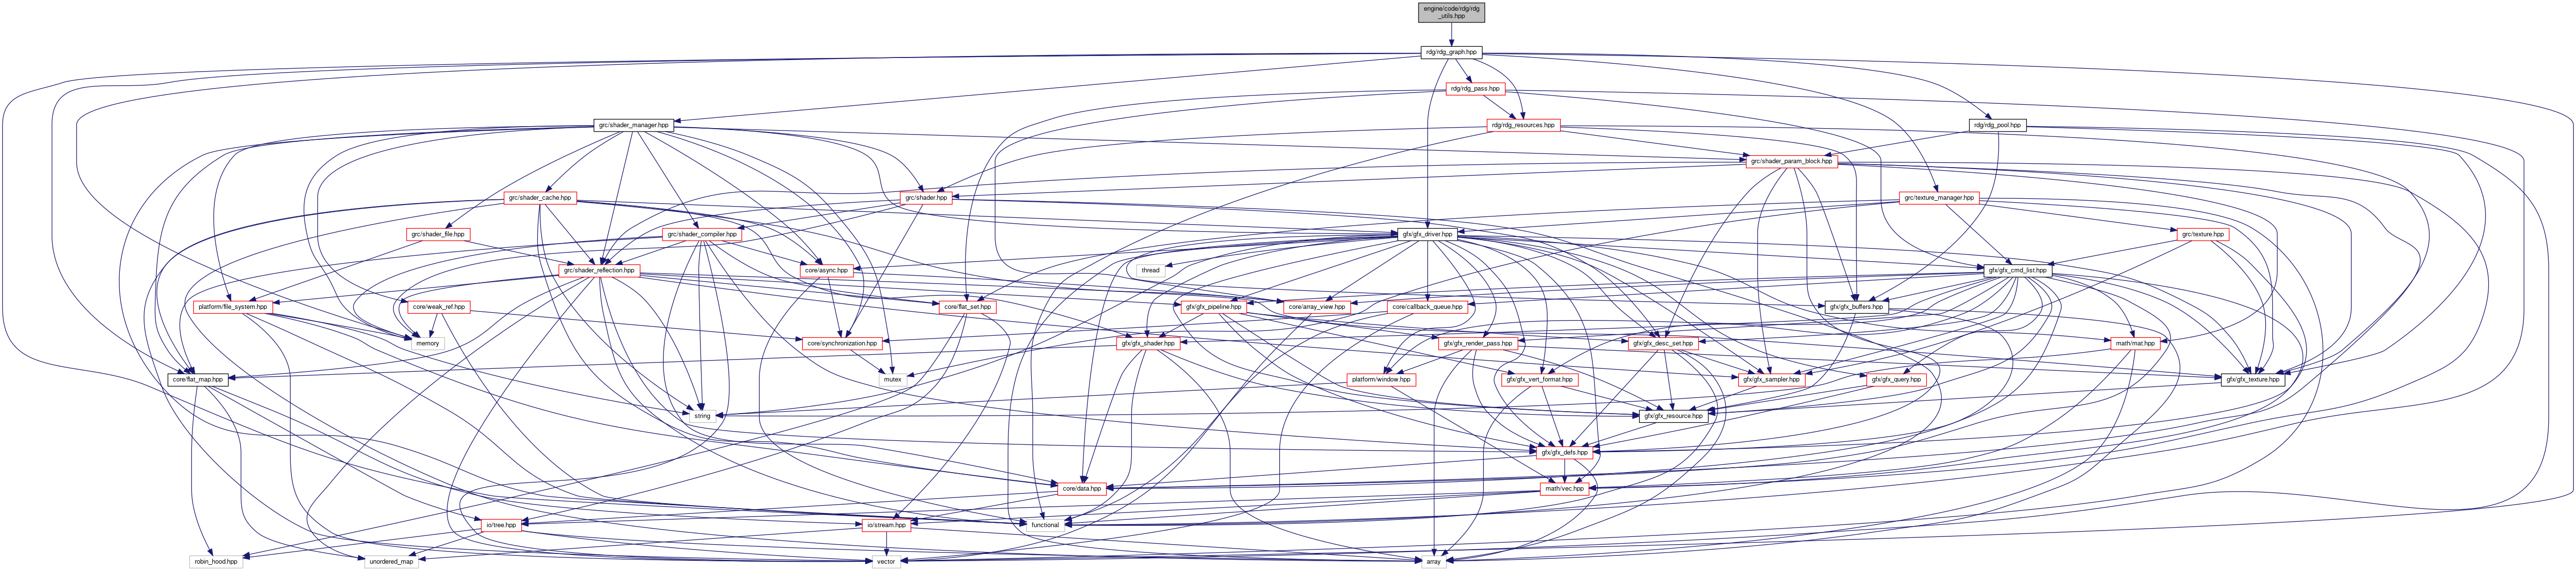 engine/code/rdg/rdg
_utils.hpp
rdg/rdg_graph.hpp
rdg/rdg_pass.hpp
grc/shader_manager.hpp
rdg/rdg_resources.hpp
rdg/rdg_pool.hpp
grc/shader_param_block.hpp
grc/shader_cache.hpp
grc/shader.hpp
grc/texture_manager.hpp
grc/shader_file.hpp
grc/shader_compiler.hpp
gfx/gfx_driver.hpp
grc/texture.hpp
grc/shader_reflection.hpp
core/async.hpp
thread
gfx/gfx_cmd_list.hpp
platform/file_system.hpp
core/weak_ref.hpp
core/flat_set.hpp
gfx/gfx_pipeline.hpp
core/array_view.hpp
core/callback_queue.hpp
gfx/gfx_buffers.hpp
memory
core/synchronization.hpp
gfx/gfx_shader.hpp
gfx/gfx_render_pass.hpp
gfx/gfx_desc_set.hpp
math/mat.hpp
core/flat_map.hpp
mutex
platform/window.hpp
gfx/gfx_vert_format.hpp
gfx/gfx_sampler.hpp
gfx/gfx_query.hpp
gfx/gfx_texture.hpp
string
gfx/gfx_resource.hpp
gfx/gfx_defs.hpp
core/data.hpp
math/vec.hpp
io/tree.hpp
io/stream.hpp
functional
robin_hood.hpp
unordered_map
vector
array